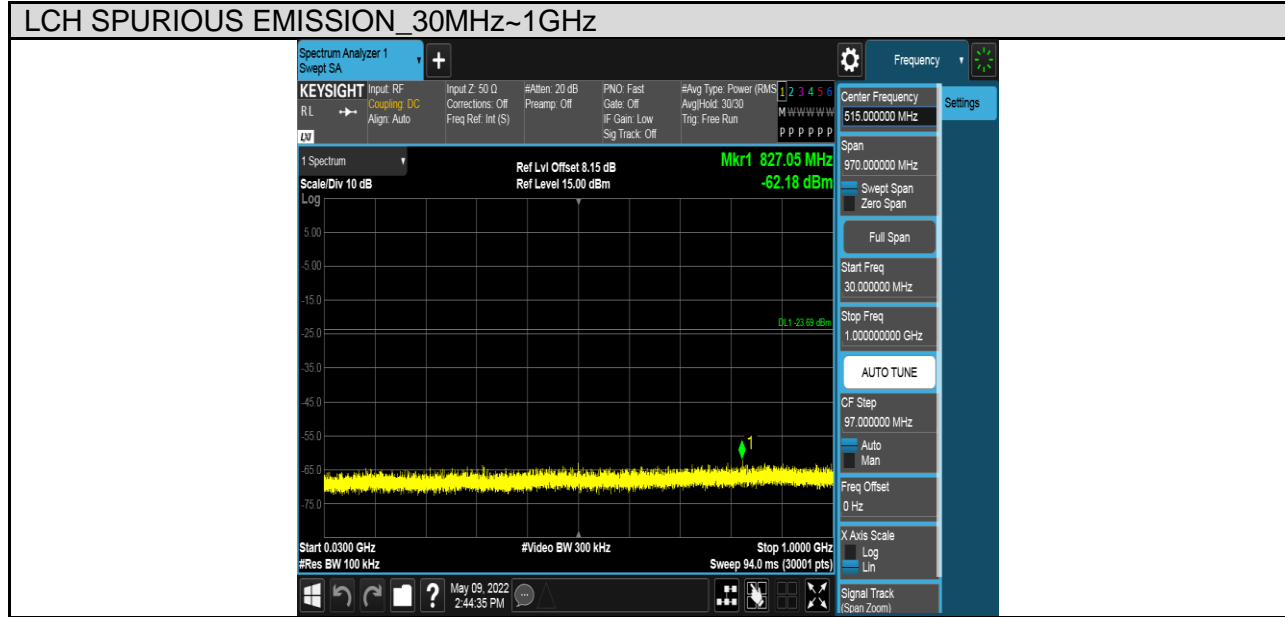 LCH SPURIOUS EMISSION_30MHz~1GHz
Spectrum Analyzer 1
Swept SA
+
Frequency
KEYSIGHT
RL
LXI
Input: RF
Coupling: DC
Align: Auto
Input Z: 50 Ω
Corrections: Off
Freq Ref: Int (S)
#Atten: 20 dB
Preamp: Off
PNO: Fast
Gate: Off
IF Gain: Low
Sig Track: Off
#Avg Type: Power (RMS
Avg|Hold: 30/30
Trig: Free Run
1 2 3 4 5 6
M W W W W W
P P P P P P
1 Spectrum
Scale/Div 10 dB
Log
Ref Lvl Offset 8.15 dB
Ref Level 15.00 dBm
Mkr1 827.05 MHz
-62.18 dBm
5.00
-5.00
-15.0
DL1 -23.69 dBm
-25.0
-35.0
-45.0
-55.0
1
-65.0
-75.0
Start 0.0300 GHz
#Res BW 100 kHz
#Video BW 300 kHz
Stop 1.0000 GHz
Sweep 94.0 ms (30001 pts)
Center Frequency
515.000000 MHz
Settings
Span
970.000000 MHz
Swept Span
Zero Span
Full Span
Start Freq
30.000000 MHz
Stop Freq
1.000000000 GHz
AUTO TUNE
CF Step
97.000000 MHz
Auto
Man
Freq Offset
0 Hz
X Axis Scale
Log
Lin
Signal Track
(Span Zoom)
?
May 09, 2022
2:44:35 PM